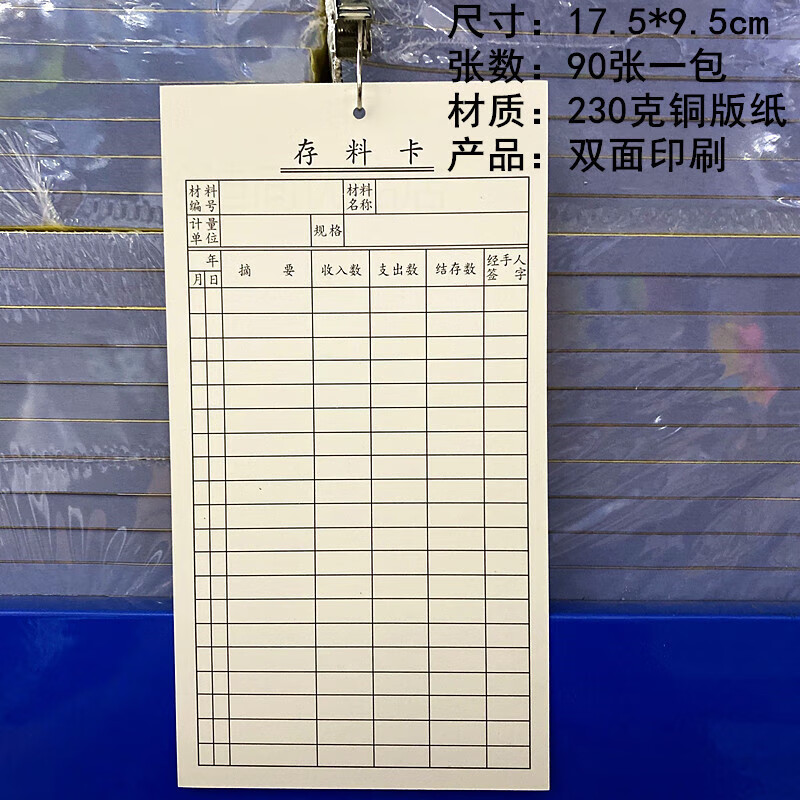 尺寸：17.5*9.5cm
张数：90张一包
材质：230克铜版纸
产品：双面印刷
存料卡
材料编号 材料名称
计量单位 规格
年 摘要 收入数 支出数 结存数 经手人签字
月 日